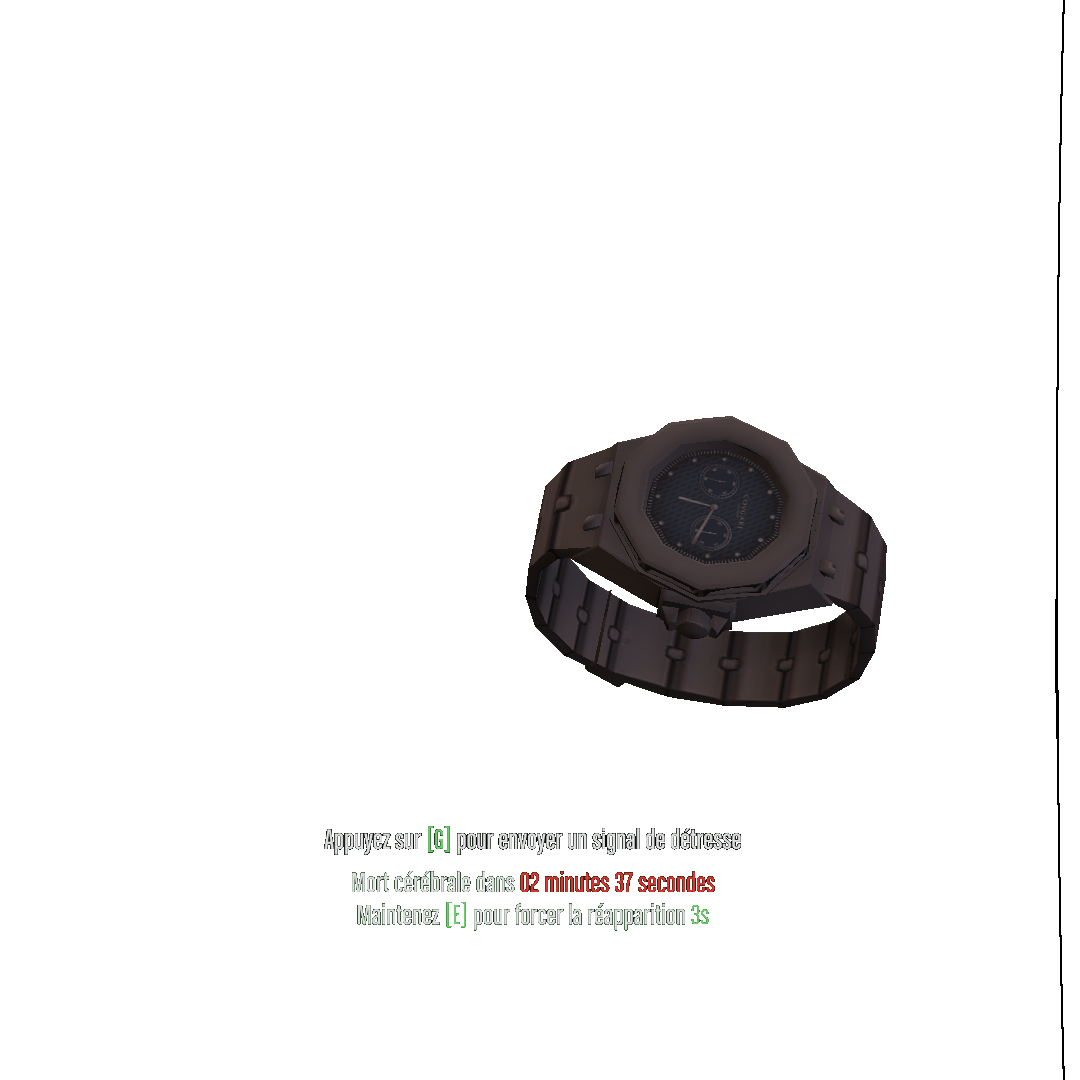 Appuyez sur [G] pour envoyer un signal de détresse
Mort cérébrale dans 02 minutes 37 secondes
Maintenez [E] pour forcer la réapparition 3s